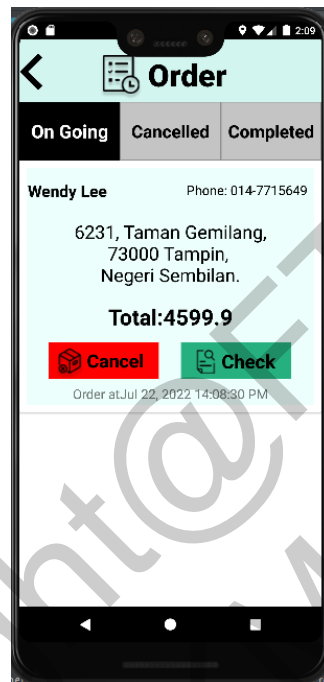 2:09
Order
On Going Cancelled Completed
Wendy Lee Phone: 014-7715649
6231, Taman Gemilang,
73000 Tampin,
Negeri Sembilan.
Total:4599.9
Cancel Check
Order atJul 22, 2022 14:08:30 PM